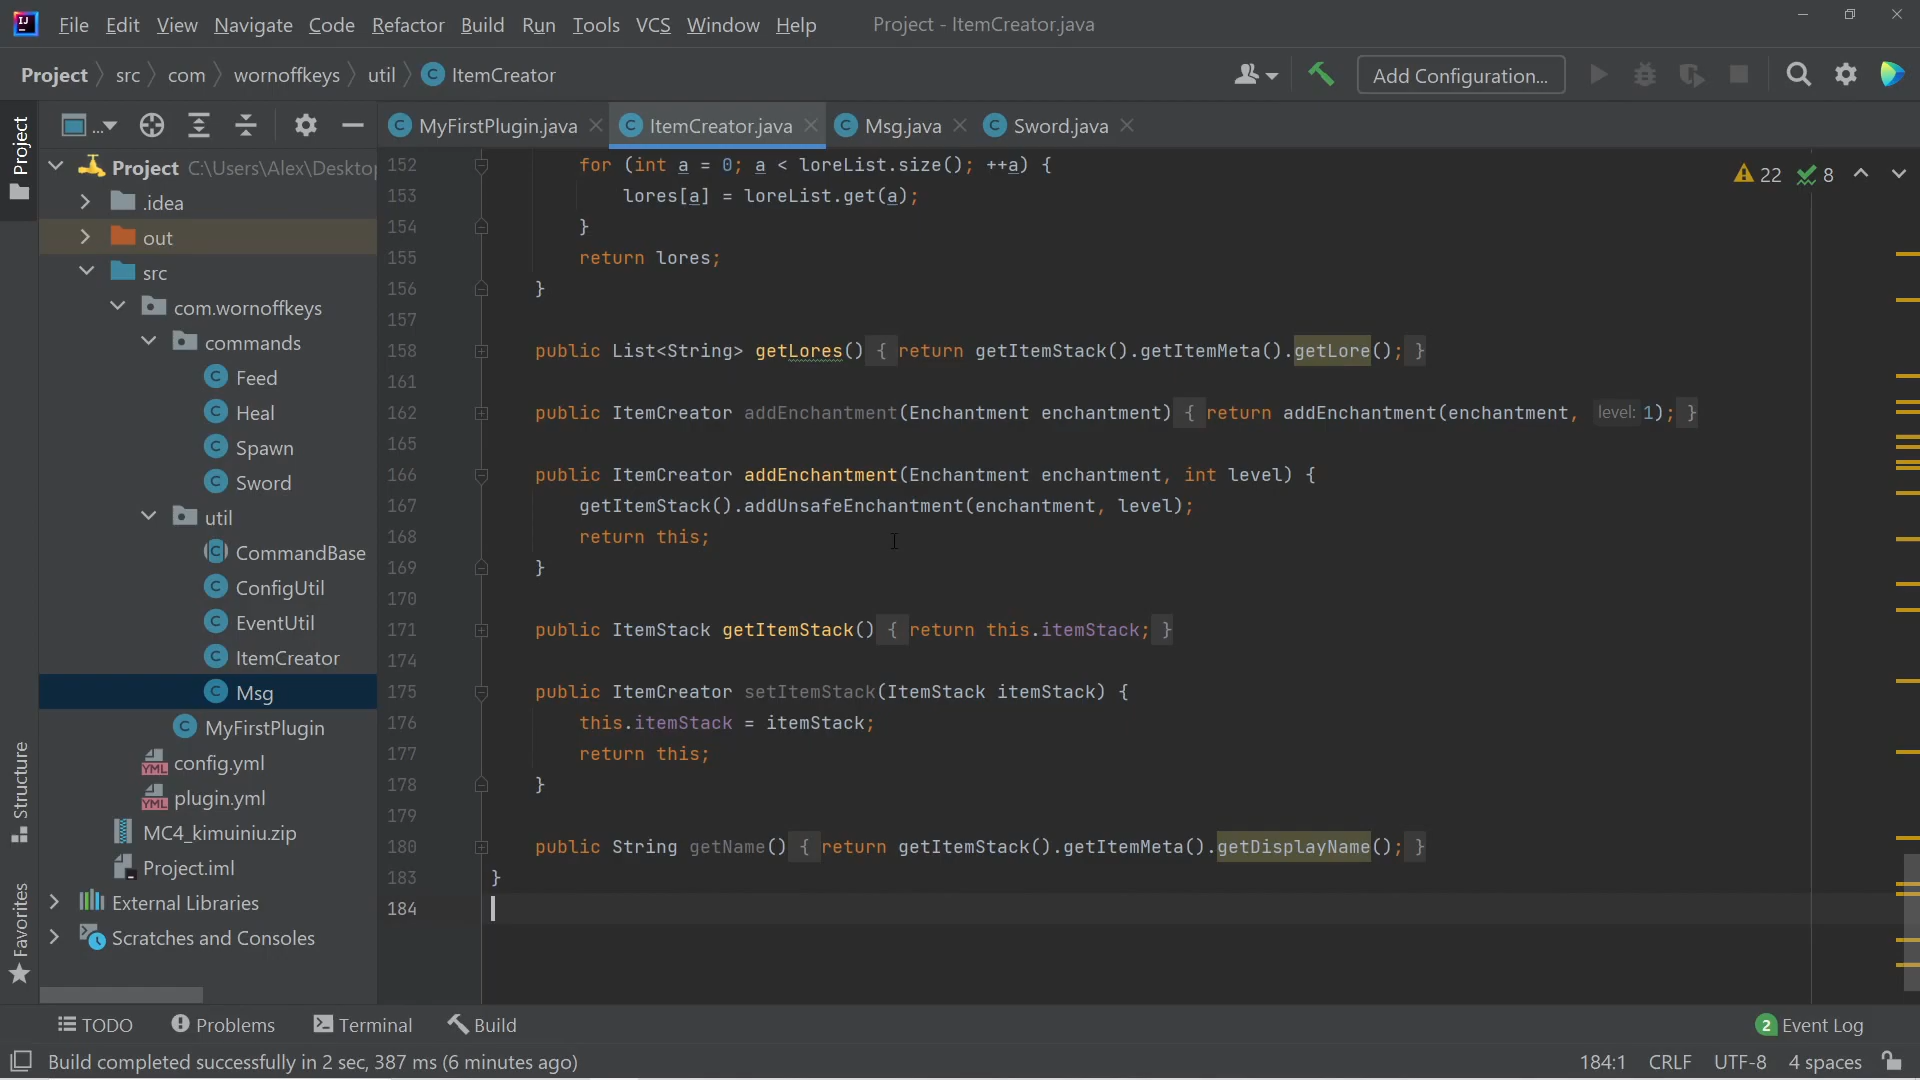 File Edit View Navigate Code Refactor Build Run Tools VCS Window Help Project - ItemCreator.java
Project src com wornoffkeys util ItemCreator Add Configuration...
... MyFirstPlugin.java ItemCreator.java Msg.java Sword.java
Project
Structure
Favorites
Project C:\Users\Alex\Desktop
.idea
out
src
com.wornoffkeys
commands
Feed
Heal
Spawn
Sword
util
CommandBase
ConfigUtil
EventUtil
ItemCreator
Msg
MyFirstPlugin
config.yml
plugin.yml
MC4_kimuiniu.zip
Project.iml
External Libraries
Scratches and Consoles
22 8
152 for (int a = 0; a < loreList.size(); ++a) {
153 lores[a] = loreList.get(a);
154 }
155 return lores;
156 }
157
158 public List<String> getLores() { return getItemStack().getItemMeta().getLore(); }
161
162 public ItemCreator addEnchantment(Enchantment enchantment) { return addEnchantment(enchantment, level: 1); }
165
166 public ItemCreator addEnchantment(Enchantment enchantment, int level) {
167 getItemStack().addUnsafeEnchantment(enchantment, level);
168 return this;
169 }
170
171 public ItemStack getItemStack() { return this.itemStack; }
174
175 public ItemCreator setItemStack(ItemStack itemStack) {
176 this.itemStack = itemStack;
177 return this;
178 }
179
180 public String getName() { return getItemStack().getItemMeta().getDisplayName(); }
183 }
184
TODO Problems Terminal Build 2 Event Log
Build completed successfully in 2 sec, 387 ms (6 minutes ago) 184:1 CRLF UTF-8 4 spaces